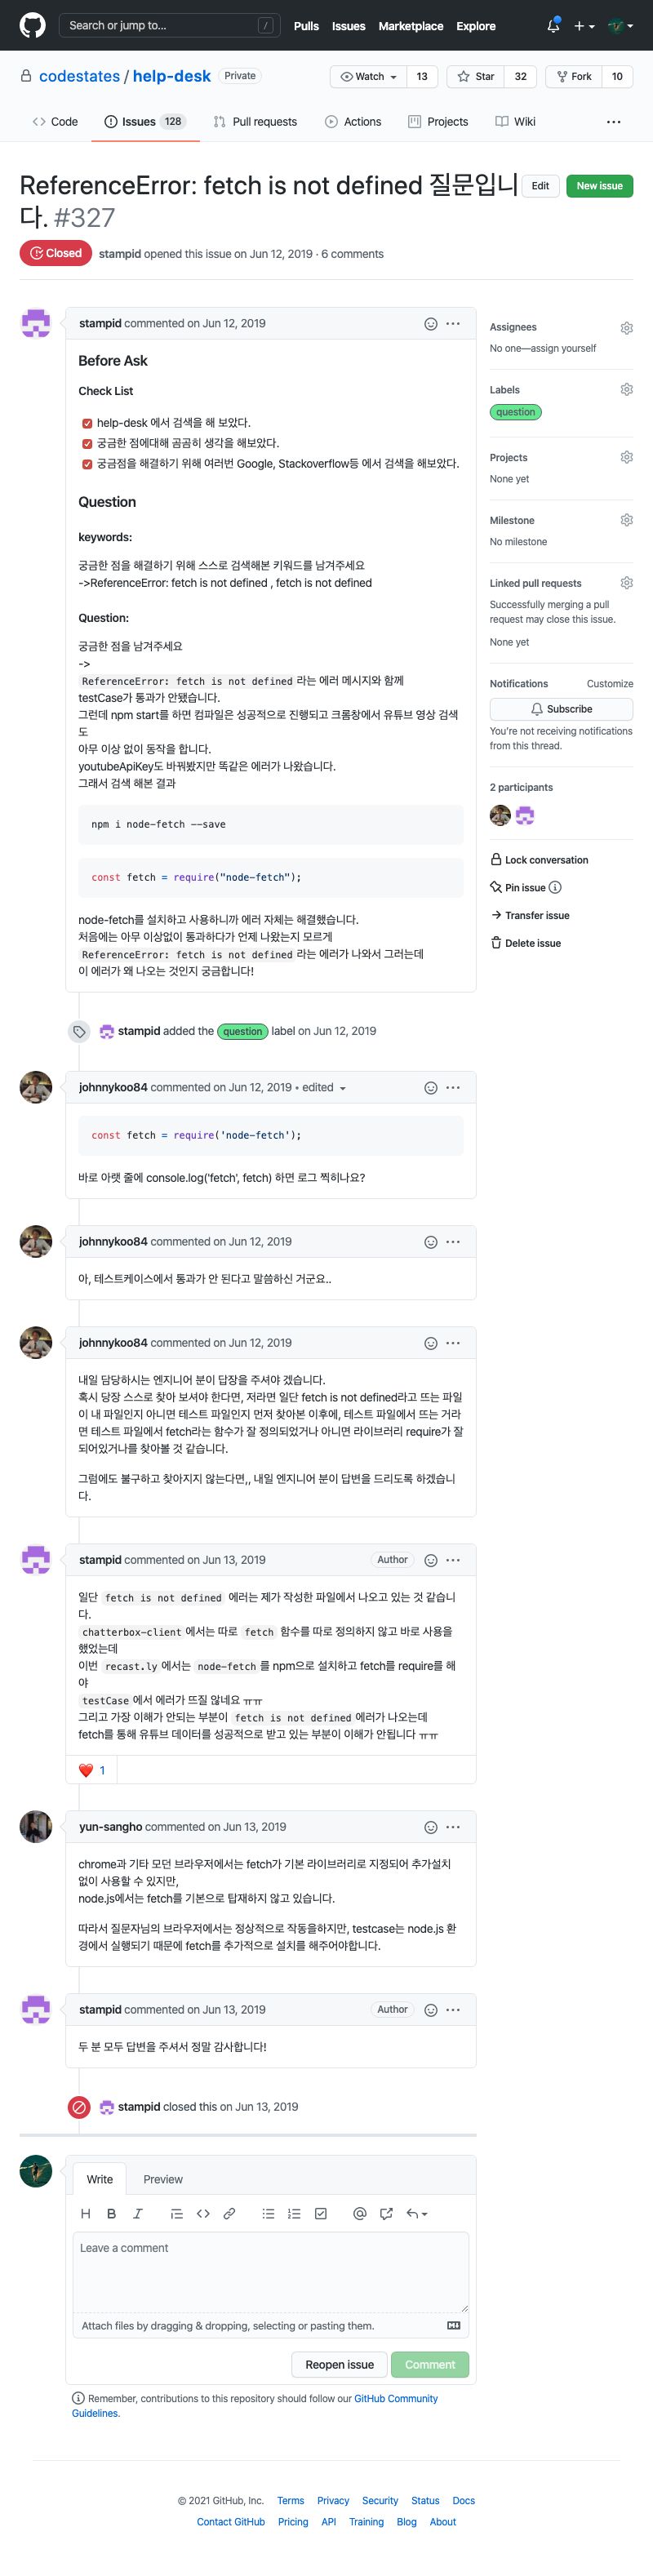 Search or jump to... / Pulls Issues Marketplace Explore
codestates / help-desk Private Watch 13 Star 32 Fork 10
Code Issues 128 Pull requests Actions Projects Wiki ...
ReferenceError: fetch is not defined 질문입니
다. #327
Edit New issue
Closed stampid opened this issue on Jun 12, 2019 · 6 comments
stampid commented on Jun 12, 2019
Before Ask
Check List
help-desk 에서 검색을 해 보았다.
궁금한 점에대해 곰곰히 생각을 해보았다.
궁금점을 해결하기 위해 여러번 Google, Stackoverflow등 에서 검색을 해보았다.
Question
keywords:
궁금한 점을 해결하기 위해 스스로 검색해본 키워드를 남겨주세요
->ReferenceError: fetch is not defined , fetch is not defined
Question:
궁금한 점을 남겨주세요
->
ReferenceError: fetch is not defined 라는 에러 메시지와 함께
testCase가 통과가 안됐습니다.
그런데 npm start를 하면 컴파일은 성공적으로 진행되고 크롬창에서 유튜브 영상 검색
도
아무 이상 없이 동작을 합니다.
youtubeApiKey도 바꿔봤지만 똑같은 에러가 나왔습니다.
그래서 검색 해본 결과
npm i node-fetch --save
const fetch = require("node-fetch");
node-fetch를 설치하고 사용하니까 에러 자체는 해결했습니다.
처음에는 아무 이상없이 통과하다가 언제 나왔는지 모르게
ReferenceError: fetch is not defined 라는 에러가 나와서 그러는데
이 에러가 왜 나오는 것인지 궁금합니다!
Assignees
No one—assign yourself
Labels
question
Projects
None yet
Milestone
No milestone
Linked pull requests
Successfully merging a pull
request may close this issue.
None yet
Notifications Customize
Subscribe
You're not receiving notifications
from this thread.
2 participants
Lock conversation
Pin issue
Transfer issue
Delete issue
stampid added the question label on Jun 12, 2019
johnnykoo84 commented on Jun 12, 2019 • edited
const fetch = require('node-fetch');
바로 아랫 줄에 console.log('fetch', fetch) 하면 로그 찍히나요?
johnnykoo84 commented on Jun 12, 2019
아, 테스트케이스에서 통과가 안 된다고 말씀하신 거군요..
johnnykoo84 commented on Jun 12, 2019
내일 담당하시는 엔지니어 분이 답장을 주셔야 겠습니다.
혹시 당장 스스로 찾아 보셔야 한다면, 저라면 일단 fetch is not defined라고 뜨는 파일
이 내 파일인지 아니면 테스트 파일인지 먼저 찾아본 이후에, 테스트 파일에서 뜨는 거라
면 테스트 파일에서 fetch라는 함수가 잘 정의되었거나 아니면 라이브러리 require가 잘
되어있거나를 찾아볼 것 같습니다.
그럼에도 불구하고 찾아지지 않는다면,, 내일 엔지니어 분이 답변을 드리도록 하겠습니
다.
stampid commented on Jun 13, 2019 Author
일단 fetch is not defined 에러는 제가 작성한 파일에서 나오고 있는 것 같습니
다.
chatterbox-client 에서는 따로 fetch 함수를 따로 정의하지 않고 바로 사용을
했었는데
이번 recast.ly 에서는 node-fetch 를 npm으로 설치하고 fetch를 require를 해
야
testCase 에서 에러가 뜨질 않네요 ㅠㅠ
그리고 가장 이해가 안되는 부분이 fetch is not defined 에러가 나오는데
fetch를 통해 유튜브 데이터를 성공적으로 받고 있는 부분이 이해가 안됩니다 ㅠㅠ
❤️ 1
yun-sangho commented on Jun 13, 2019
chrome과 기타 모던 브라우저에서는 fetch가 기본 라이브러리로 지정되어 추가설치
없이 사용할 수 있지만,
node.js에서는 fetch를 기본으로 탑재하지 않고 있습니다.
따라서 질문자님의 브라우저에서는 정상적으로 작동을하지만, testcase는 node.js 환
경에서 실행되기 때문에 fetch를 추가적으로 설치를 해주어야합니다.
stampid commented on Jun 13, 2019 Author
두 분 모두 답변을 주셔서 정말 감사합니다!
stampid closed this on Jun 13, 2019
Write Preview
H B I @
Leave a comment
Attach files by dragging & dropping, selecting or pasting them.
Reopen issue Comment
Remember, contributions to this repository should follow our GitHub Community
Guidelines.
© 2021 GitHub, Inc. Terms Privacy Security Status Docs
Contact GitHub Pricing API Training Blog About